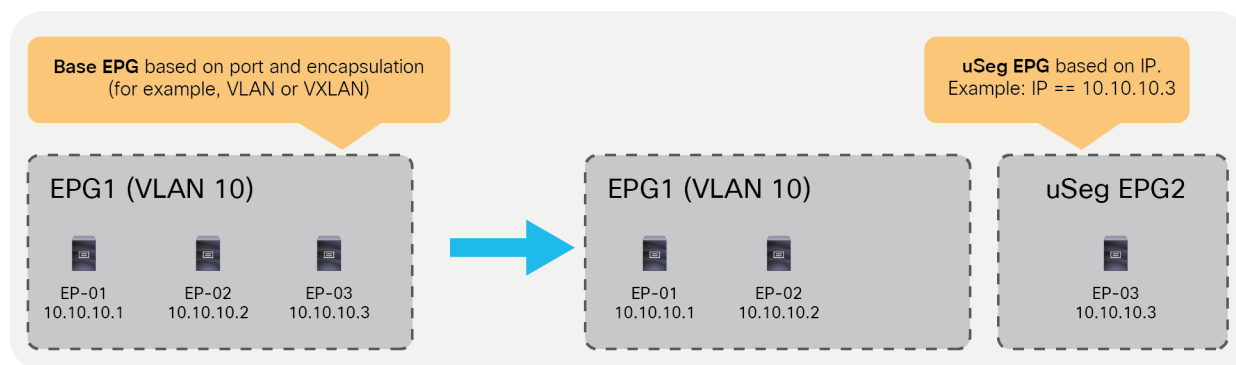 Base EPG based on port and encapsulation
(for example, VLAN or VXLAN)
uSeg EPG based on IP.
Example: IP == 10.10.10.3
EPG1 (VLAN 10)
EP-01
10.10.10.1
EP-02
10.10.10.2
EP-03
10.10.10.3
EPG1 (VLAN 10)
EP-01
10.10.10.1
EP-02
10.10.10.2
uSeg EPG2
EP-03
10.10.10.3